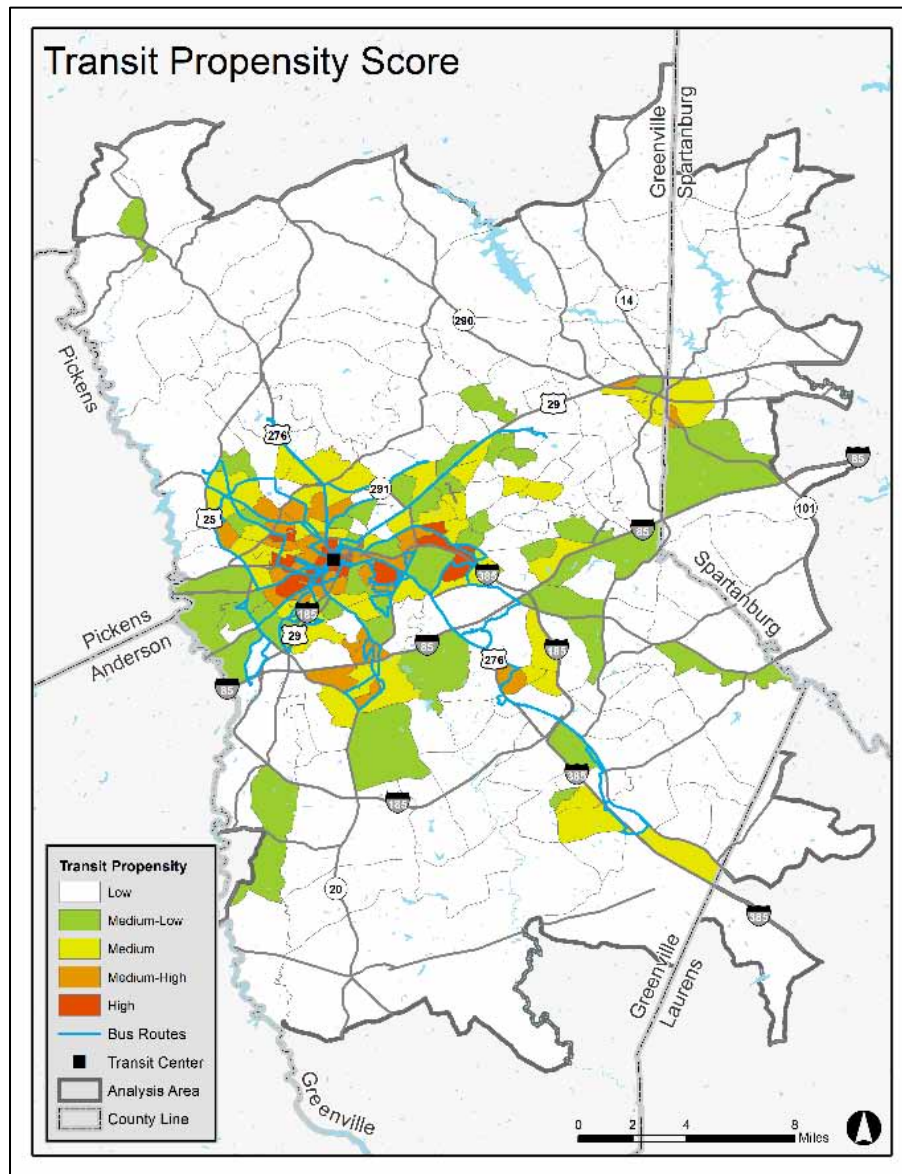 Transit Propensity Score
Greenville
Spartanburg
14
290
Pickens
29
276
291
85
25
101
85
385
185
Spartanburg
Pickens
Anderson
29
85
276
185
85
385
185
Transit Propensity
Low
Medium-Low
Medium
Medium-High
High
Bus Routes
Transit Center
Analysis Area
County Line
20
385
Greenville
Laurens
Greenville
0 2 4 8
Miles